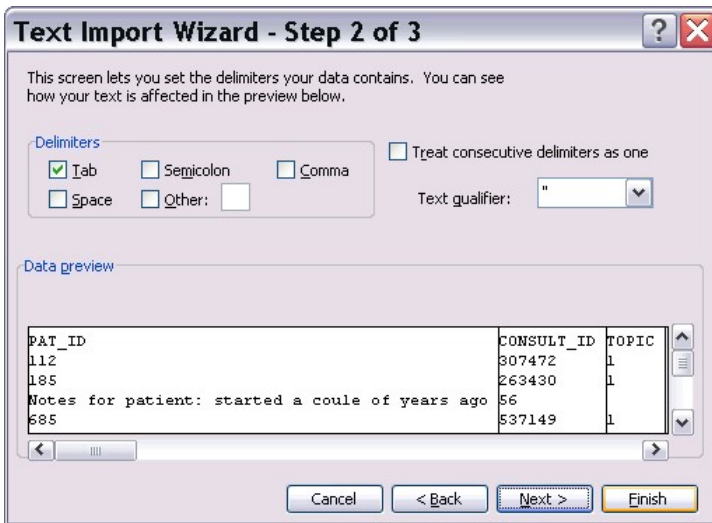 Text Import Wizard - Step 2 of 3
?
This screen lets you set the delimiters your data contains. You can see
how your text is affected in the preview below.
Delimiters
Tab Semicolon Comma
Space Other:
Treat consecutive delimiters as one
Text qualifier: "
Data preview
PAT_ID CONSULT_ID TOPIC
112 307472 1
185 263430 1
Notes for patient: started a coule of years ago 56
685 537149 1
Cancel < Back Next > Finish